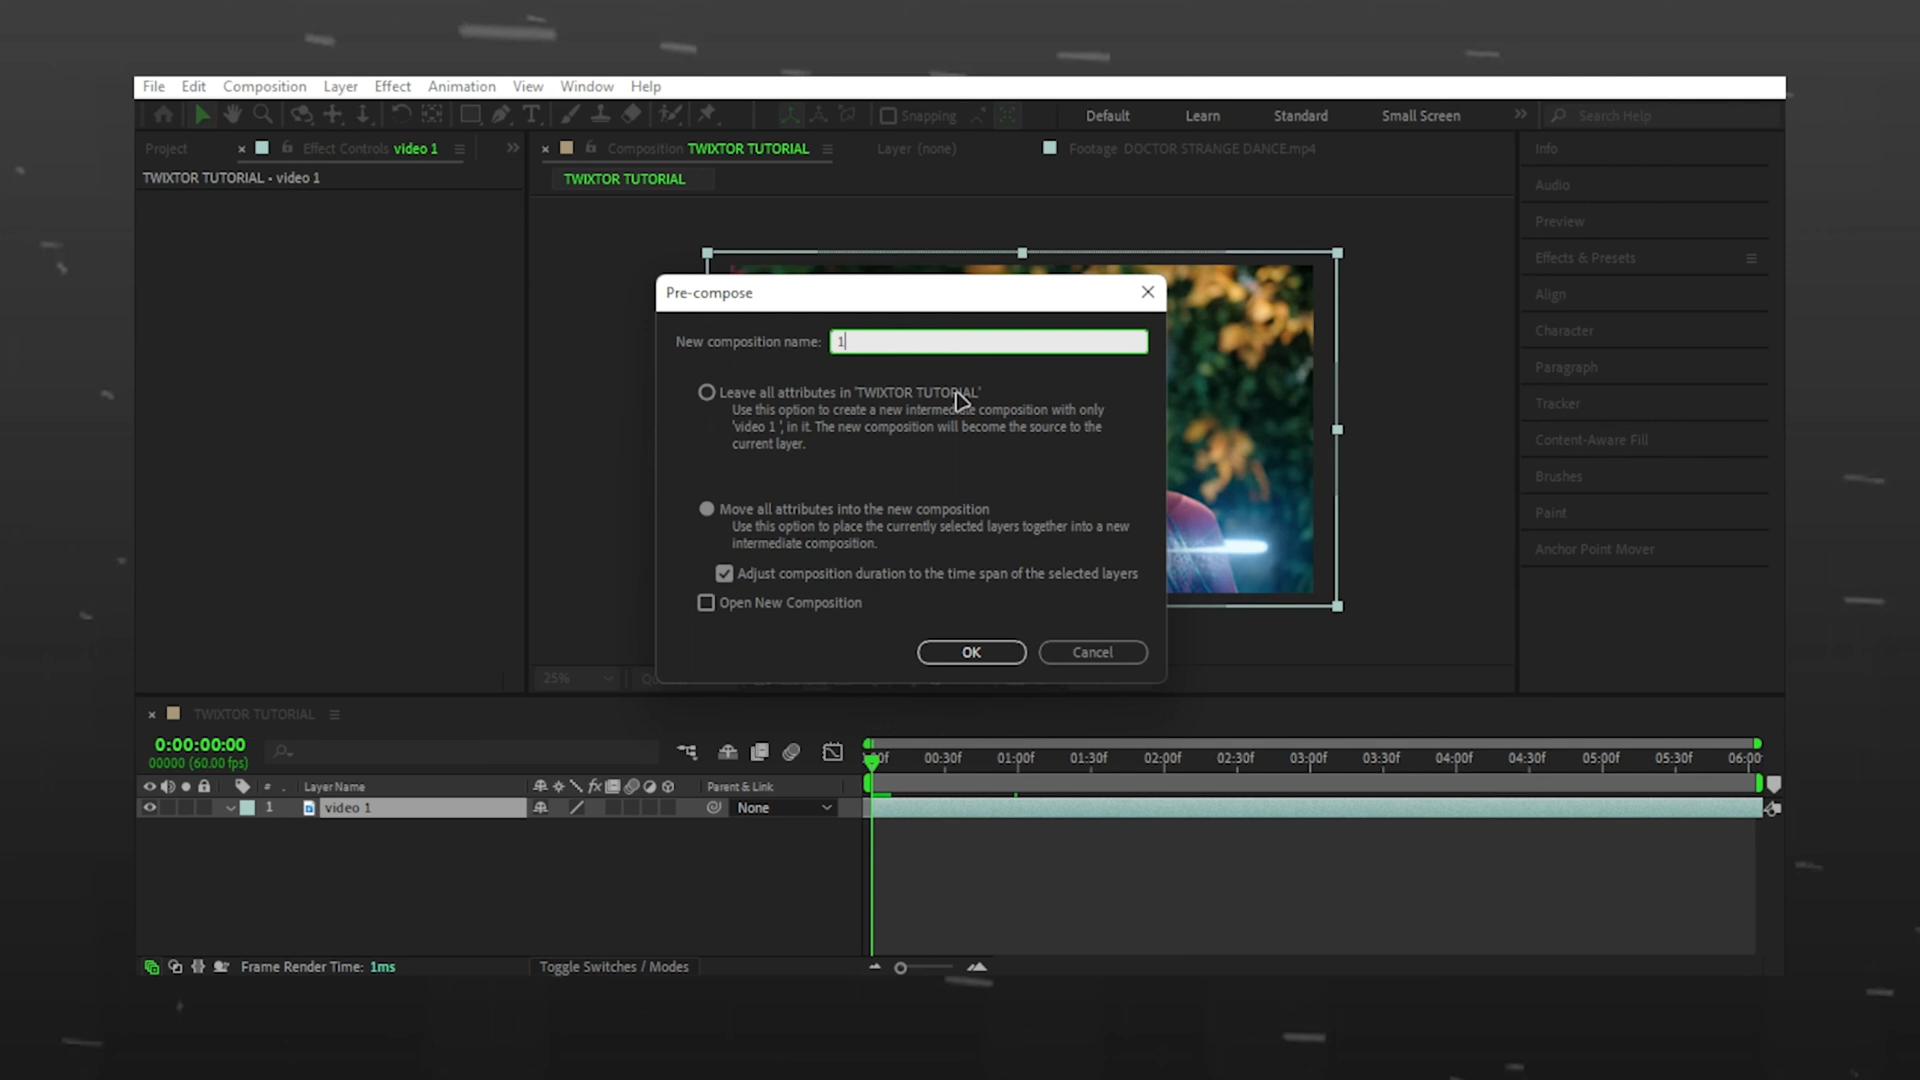 File Edit Composition Layer Effect Animation View Window Help
Snapping Default Learn Standard Small Screen Search Help
Project Effect Controls video 1 Composition TWIXTOR TUTORIAL Layer (none) Footage DOCTOR STRANGE DANCE.mp4 Info
TWIXTOR TUTORIAL - video 1
TWIXTOR TUTORIAL
Audio
Preview
Effects & Presets
Align
Character
Paragraph
Tracker
Content-Aware Fill
Brushes
Paint
Anchor Point Mover
Pre-compose
New composition name: 1
Leave all attributes in 'TWIXTOR TUTORIAL'
Use this option to create a new intermediate composition with only
'video 1 ', in it. The new composition will become the source to the
current layer.
Move all attributes into the new composition
Use this option to place the currently selected layers together into a new
intermediate composition.
Adjust composition duration to the time span of the selected layers
Open New Composition
OK Cancel
25%
TWIXTOR TUTORIAL
0:00:00:00
00000 (60.00 fps)
00f 00:30f 01:00f 01:30f 02:00f 02:30f 03:00f 03:30f 04:00f 04:30f 05:00f 05:30f 06:00
# . Layer Name fx Parent & Link
1 video 1 None
Frame Render Time: 1ms Toggle Switches / Modes